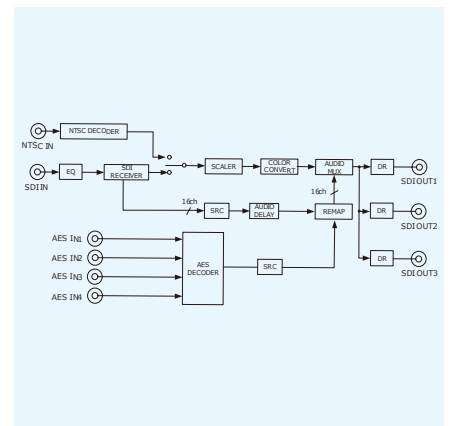 NTSC IN
NTSC DECODER
SDI IN
EQ
SDI RECEIVER
SCALER
COLOR CONVERT
AUDIO MUX
DR
SDI OUT1
16ch
16ch
SRC
AUDIO DELAY
REMAP
DR
SDI OUT2
AES IN1
AES IN2
AES IN3
AES IN4
AES DECODER
SRC
DR
SDI OUT3